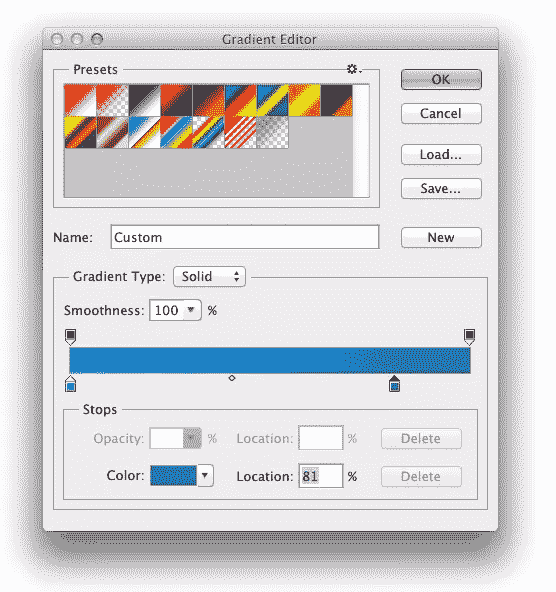 Gradient Editor
Presets
OK
Cancel
Load...
Save...
Name: Custom
New
Gradient Type: Solid
Smoothness: 100 %
Stops
Opacity: % Location: % Delete
Color: Location: 81 % Delete